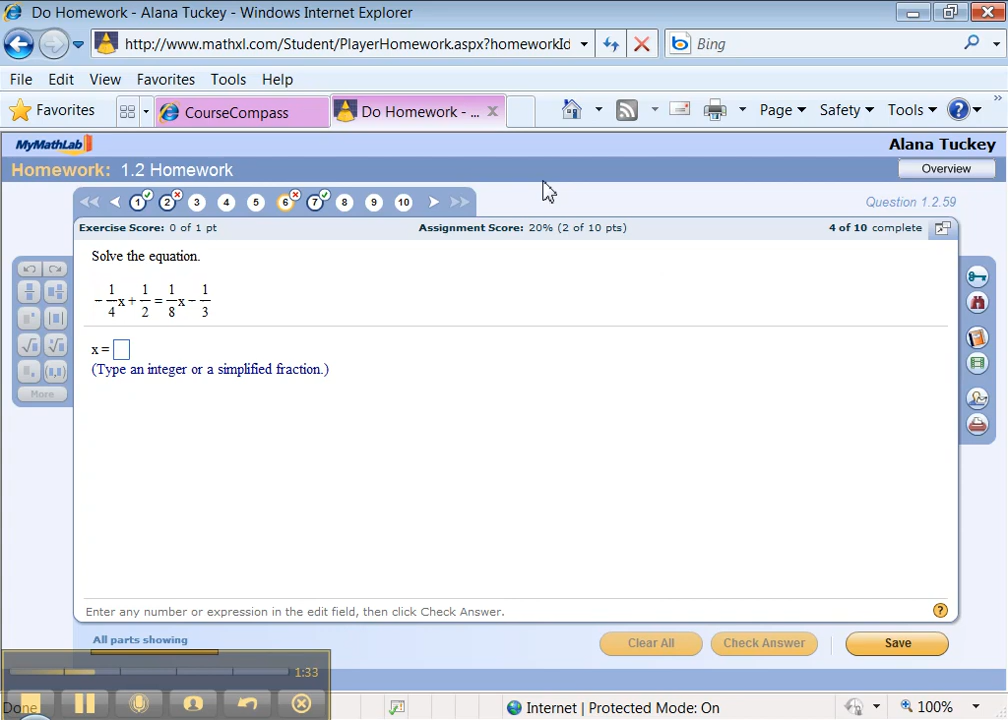 Do Homework - Alana Tuckey - Windows Internet Explorer
http://www.mathxl.com/Student/PlayerHomework.aspx?homeworkId
Bing
File Edit View Favorites Tools Help
Favorites
CourseCompass
Do Homework - ...
Page Safety Tools
MyMathLab
Alana Tuckey
Homework: 1.2 Homework
Overview
1 2 3 4 5 6 7 8 9 10
Question 1.2.59
Exercise Score: 0 of 1 pt
Assignment Score: 20% (2 of 10 pts)
4 of 10 complete
Solve the equation.
- 1/4 x + 1/2 = 1/8 x - 1/3
x =
(Type an integer or a simplified fraction.)
More
Enter any number or expression in the edit field, then click Check Answer.
?
All parts showing
Clear All
Check Answer
Save
1:33
Done
Internet | Protected Mode: On
100%